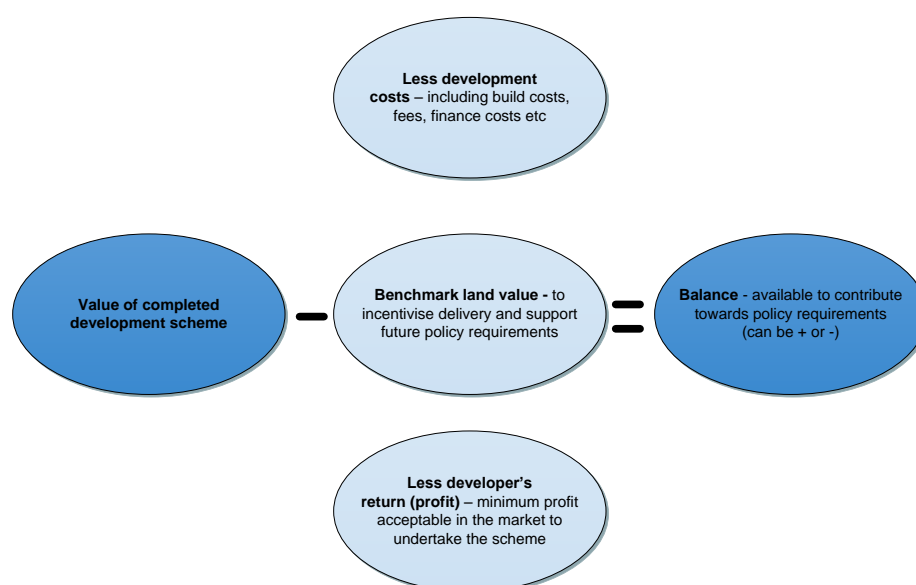 Less development
costs – including build costs,
fees, finance costs etc
Value of completed
development scheme
Benchmark land value - to
incentivise delivery and support
future policy requirements
Balance - available to contribute
towards policy requirements
(can be + or -)
Less developer's
return (profit) – minimum profit
acceptable in the market to
undertake the scheme